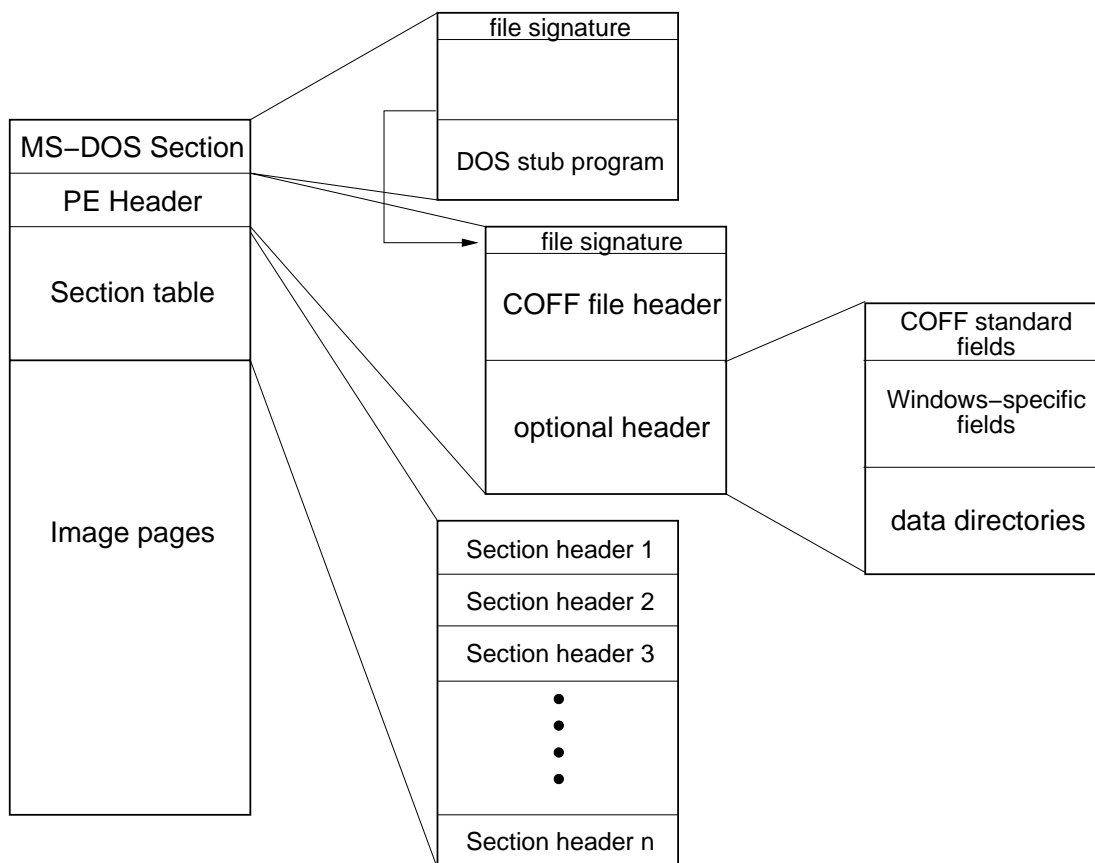 file signature
DOS stub program
MS−DOS Section
PE Header
Section table
Image pages
file signature
COFF file header
optional header
COFF standard
fields
Windows−specific
fields
data directories
Section header 1
Section header 2
Section header 3
Section header n